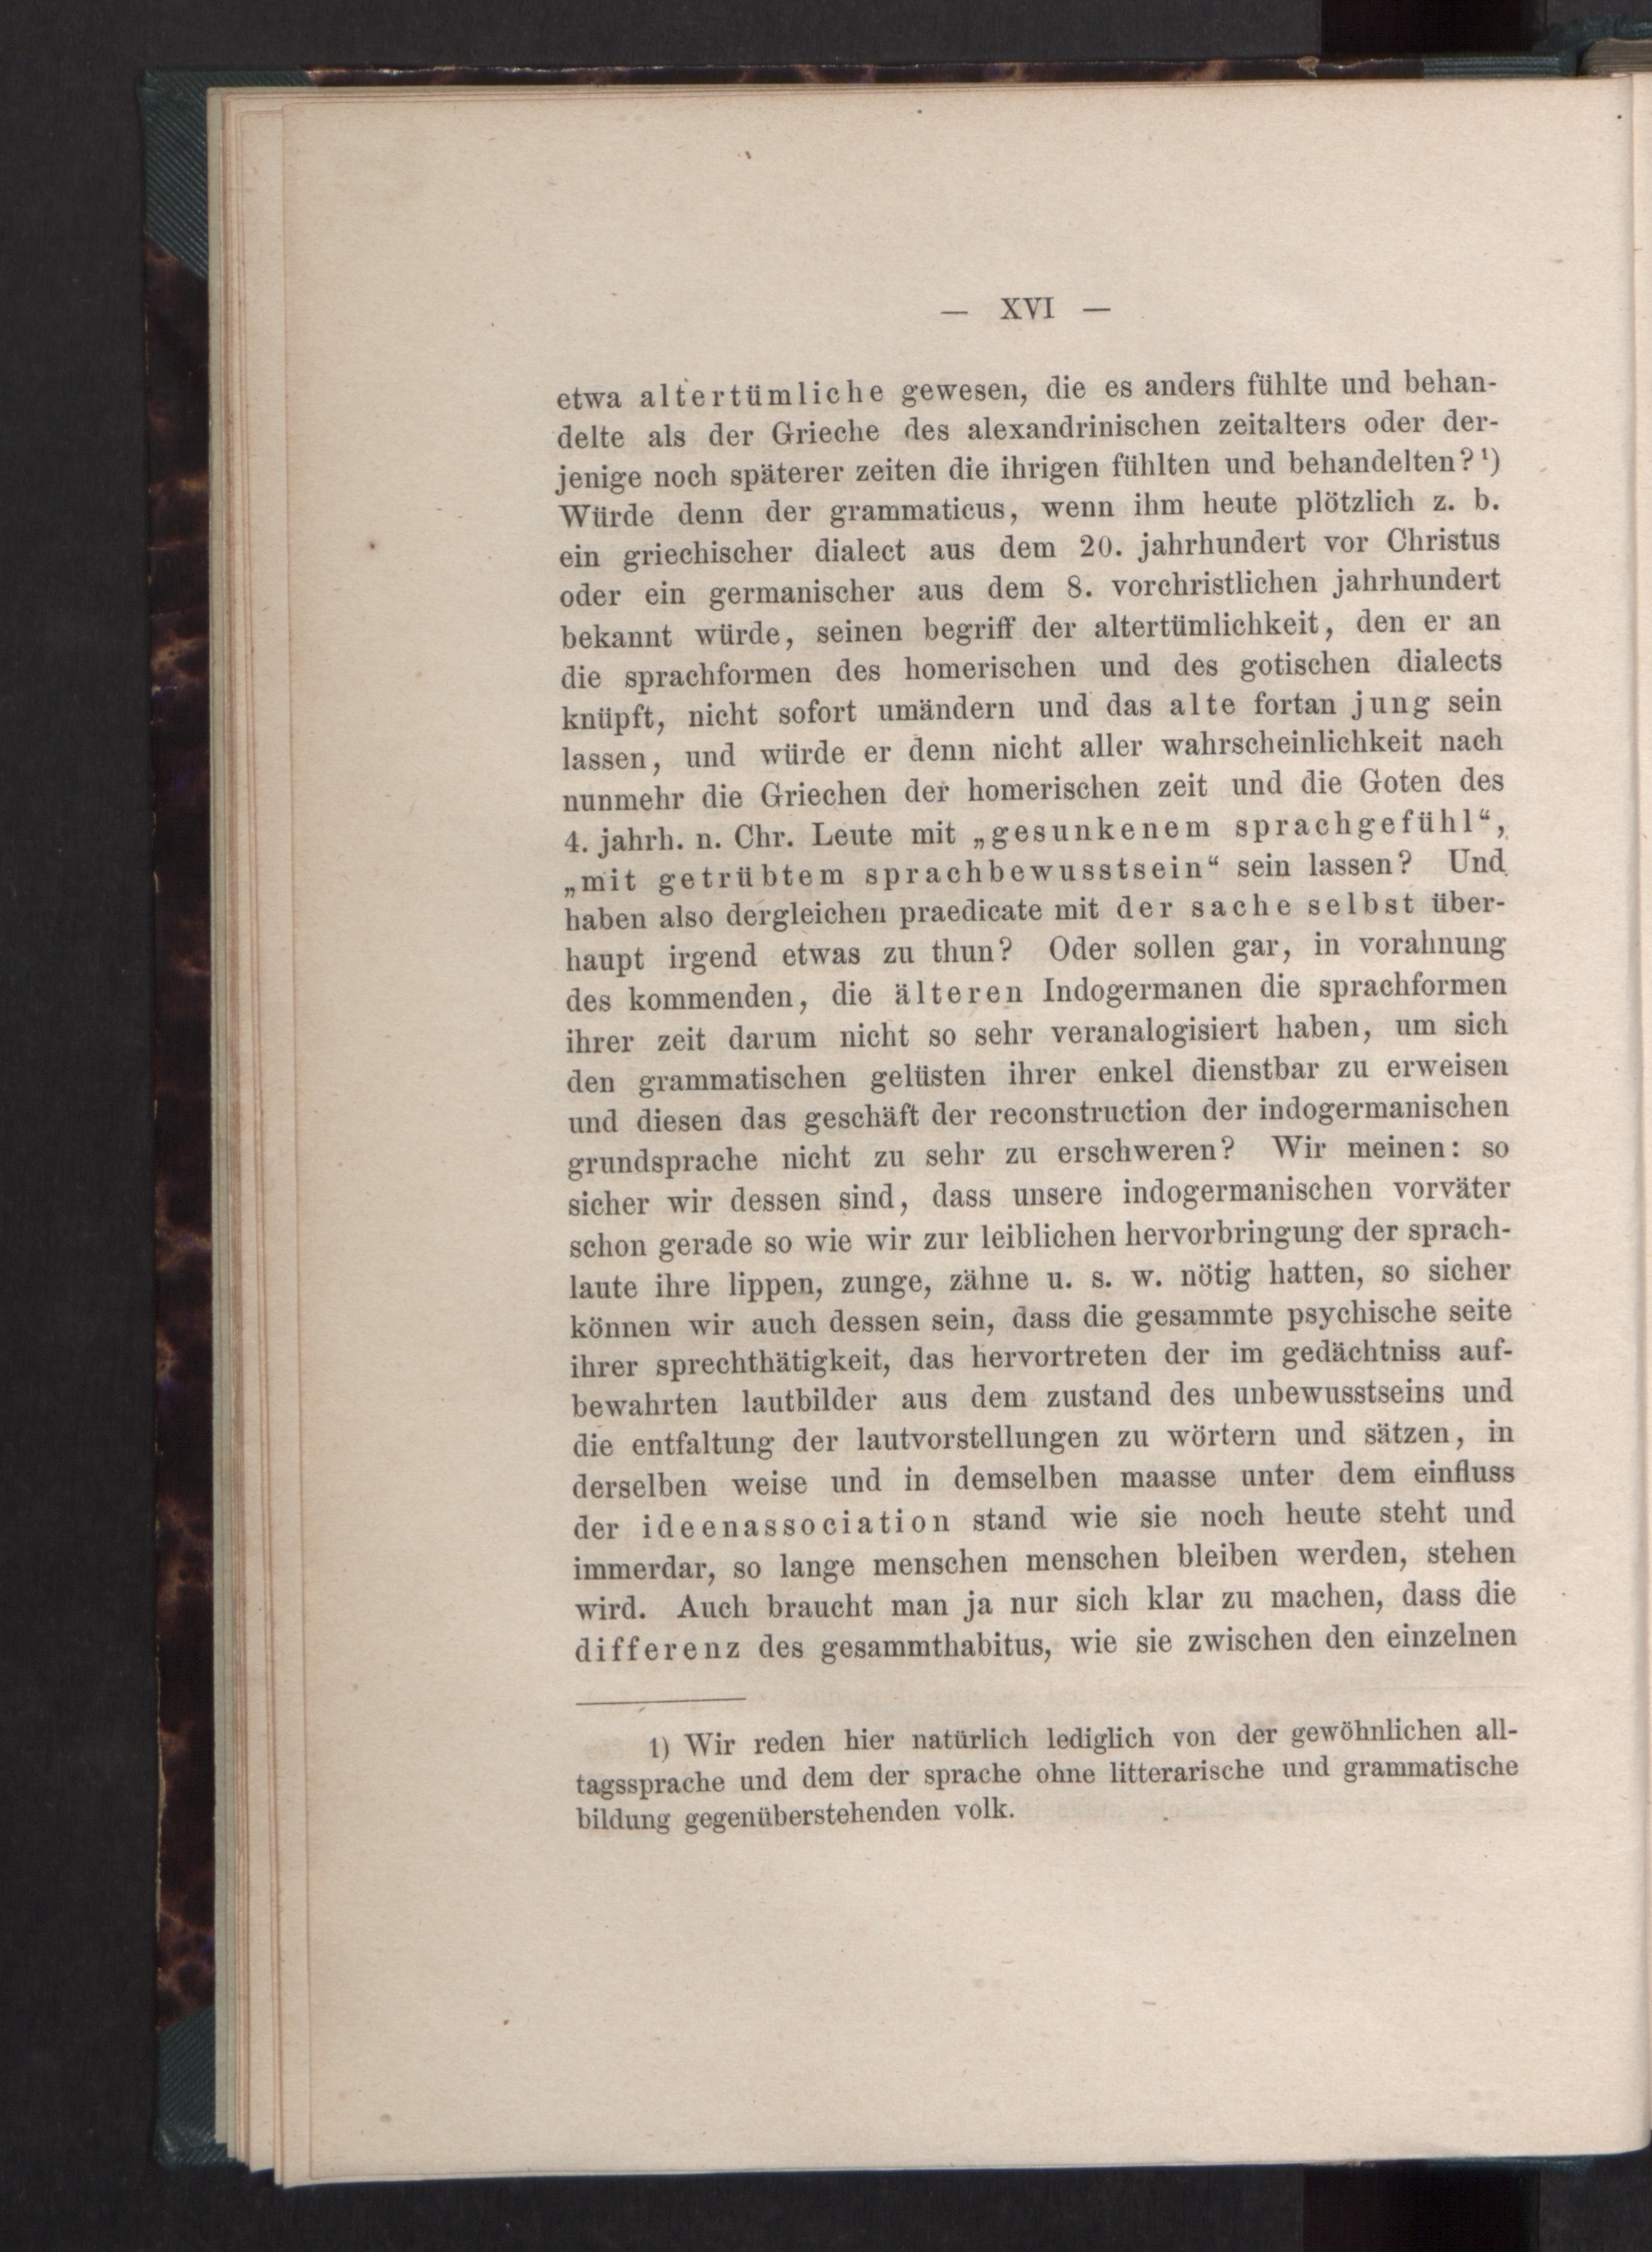 — XVI —
etwa altertümliche gewesen, die es anders fühlte und behan-
delte als der Grieche des alexandrinischen zeitalters oder der-
jenige noch späterer zeiten die ihrigen fühlten und behandelten?¹)
Würde denn der grammaticus, wenn ihm heute plötzlich z. b.
ein griechischer dialect aus dem 20. jahrhundert vor Christus
oder ein germanischer aus dem 8. vorchristlichen jahrhundert
bekannt würde, seinen begriff der altertümlichkeit, den er an
die sprachformen des homerischen und des gotischen dialects
knüpft, nicht sofort umändern und das alte fortan jung sein
lassen, und würde er denn nicht aller wahrscheinlichkeit nach
nunmehr die Griechen der homerischen zeit und die Goten des
4. jahrh. n. Chr. Leute mit „gesunkenem sprachgefühl“,
„mit getrübtem sprachbewusstsein“ sein lassen? Und
haben also dergleichen praedicate mit der sache selbst über-
haupt irgend etwas zu thun? Oder sollen gar, in vorahnung
des kommenden, die älteren Indogermanen die sprachformen
ihrer zeit darum nicht so sehr veranalogisiert haben, um sich
den grammatischen gelüsten ihrer enkel dienstbar zu erweisen
und diesen das geschäft der reconstruction der indogermanischen
grundsprache nicht zu sehr zu erschweren? Wir meinen: so
sicher wir dessen sind, dass unsere indogermanischen vorväter
schon gerade so wie wir zur leiblichen hervorbringung der sprach-
laute ihre lippen, zunge, zähne u. s. w. nötig hatten, so sicher
können wir auch dessen sein, dass die gesammte psychische seite
ihrer sprechthätigkeit, das hervortreten der im gedächtniss auf-
bewahrten lautbilder aus dem zustand des unbewusstseins und
die entfaltung der lautvorstellungen zu wörtern und sätzen, in
derselben weise und in demselben maasse unter dem einfluss
der ideenassociation stand wie sie noch heute steht und
immerdar, so lange menschen menschen bleiben werden, stehen
wird. Auch braucht man ja nur sich klar zu machen, dass die
differenz des gesammthabitus, wie sie zwischen den einzelnen
1) Wir reden hier natürlich lediglich von der gewöhnlichen all-
tagssprache und dem der sprache ohne litterarische und grammatische
bildung gegenüberstehenden volk.